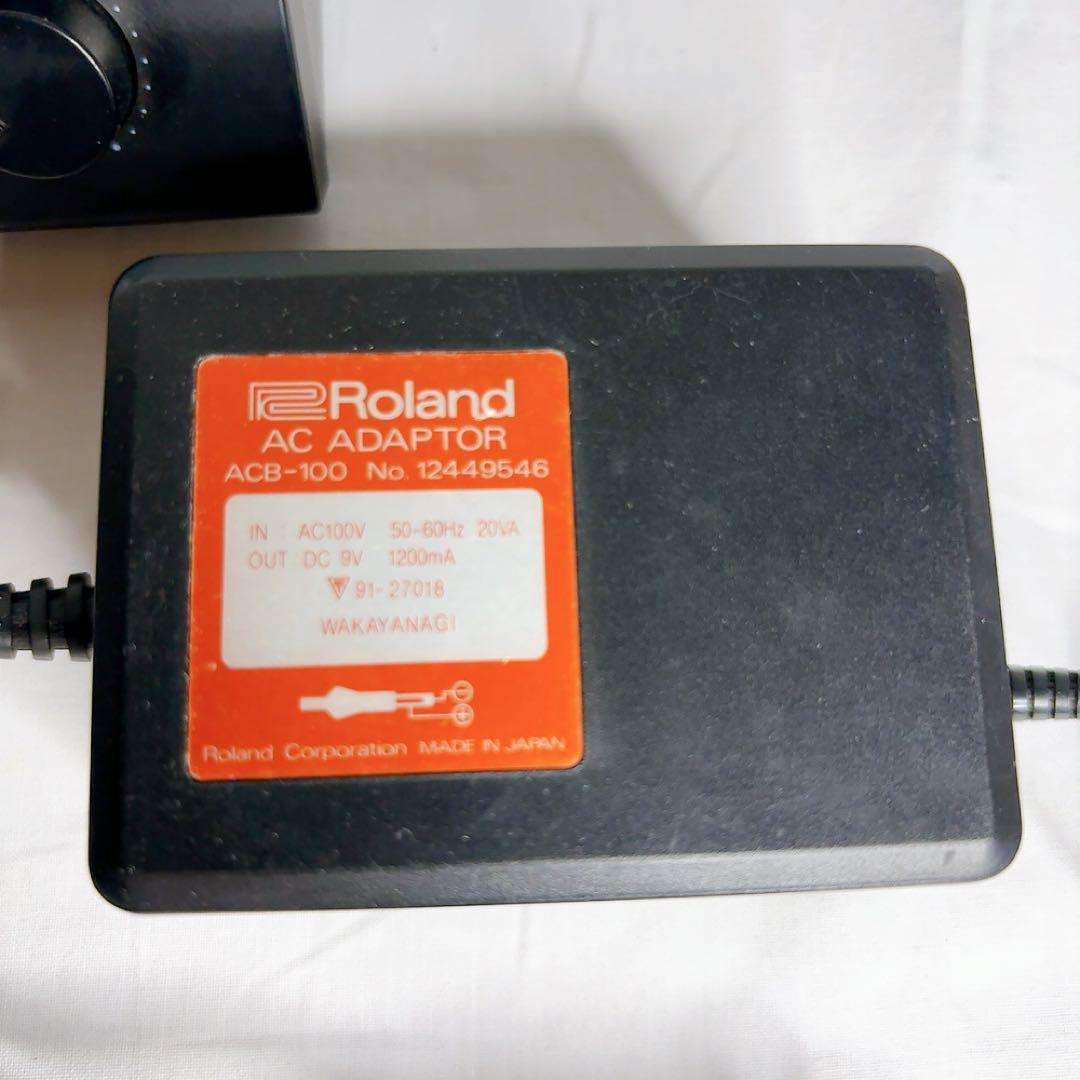 Roland
AC ADAPTOR
ACB-100 No. 12449546
IN : AC100V 50-60Hz 20VA
OUT : DC 9V 1200mA
T 91-27018
WAKAYANAGI
- +
Roland Corporation MADE IN JAPAN